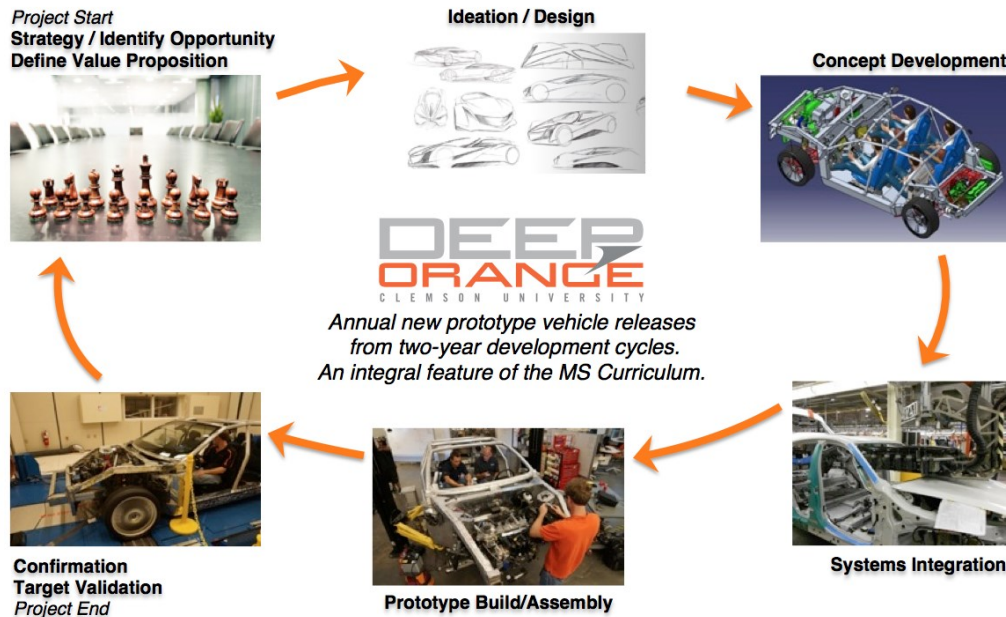 Project Start
Strategy / Identify Opportunity
Define Value Proposition
Ideation / Design
Concept Development
DEEP
ORANGE
CLEMSON UNIVERSITY
Annual new prototype vehicle releases
from two-year development cycles.
An integral feature of the MS Curriculum.
Systems Integration
Prototype Build/Assembly
Confirmation
Target Validation
Project End